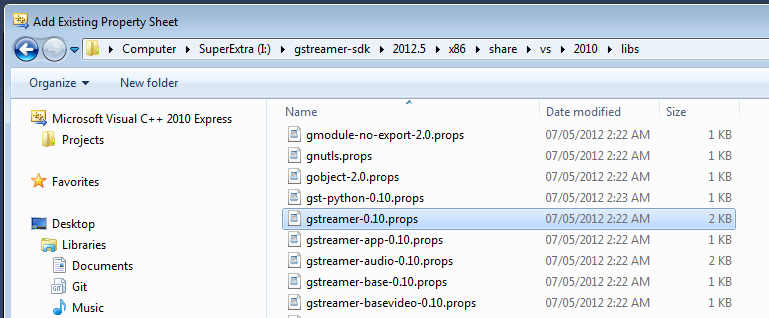 Add Existing Property Sheet
Computer SuperExtra (I:) gstreamer-sdk 2012.5 x86 share vs 2010 libs
Organize New folder
Microsoft Visual C++ 2010 Express
Projects
Favorites
Desktop
Libraries
Documents
Git
Music
Name Date modified Size
gmodule-no-export-2.0.props 07/05/2012 2:22 AM 1 KB
gnutls.props 07/05/2012 2:22 AM 1 KB
gobject-2.0.props 07/05/2012 2:22 AM 1 KB
gst-python-0.10.props 07/05/2012 2:23 AM 1 KB
gstreamer-0.10.props 07/05/2012 2:22 AM 2 KB
gstreamer-app-0.10.props 07/05/2012 2:22 AM 1 KB
gstreamer-audio-0.10.props 07/05/2012 2:22 AM 2 KB
gstreamer-base-0.10.props 07/05/2012 2:22 AM 1 KB
gstreamer-basevideo-0.10.props 07/05/2012 2:22 AM 1 KB